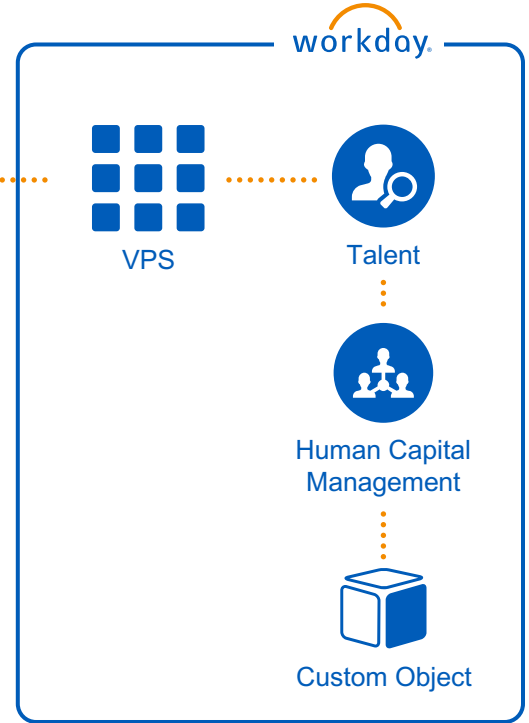 workday.
VPS
Talent
Human Capital
Management
Custom Object